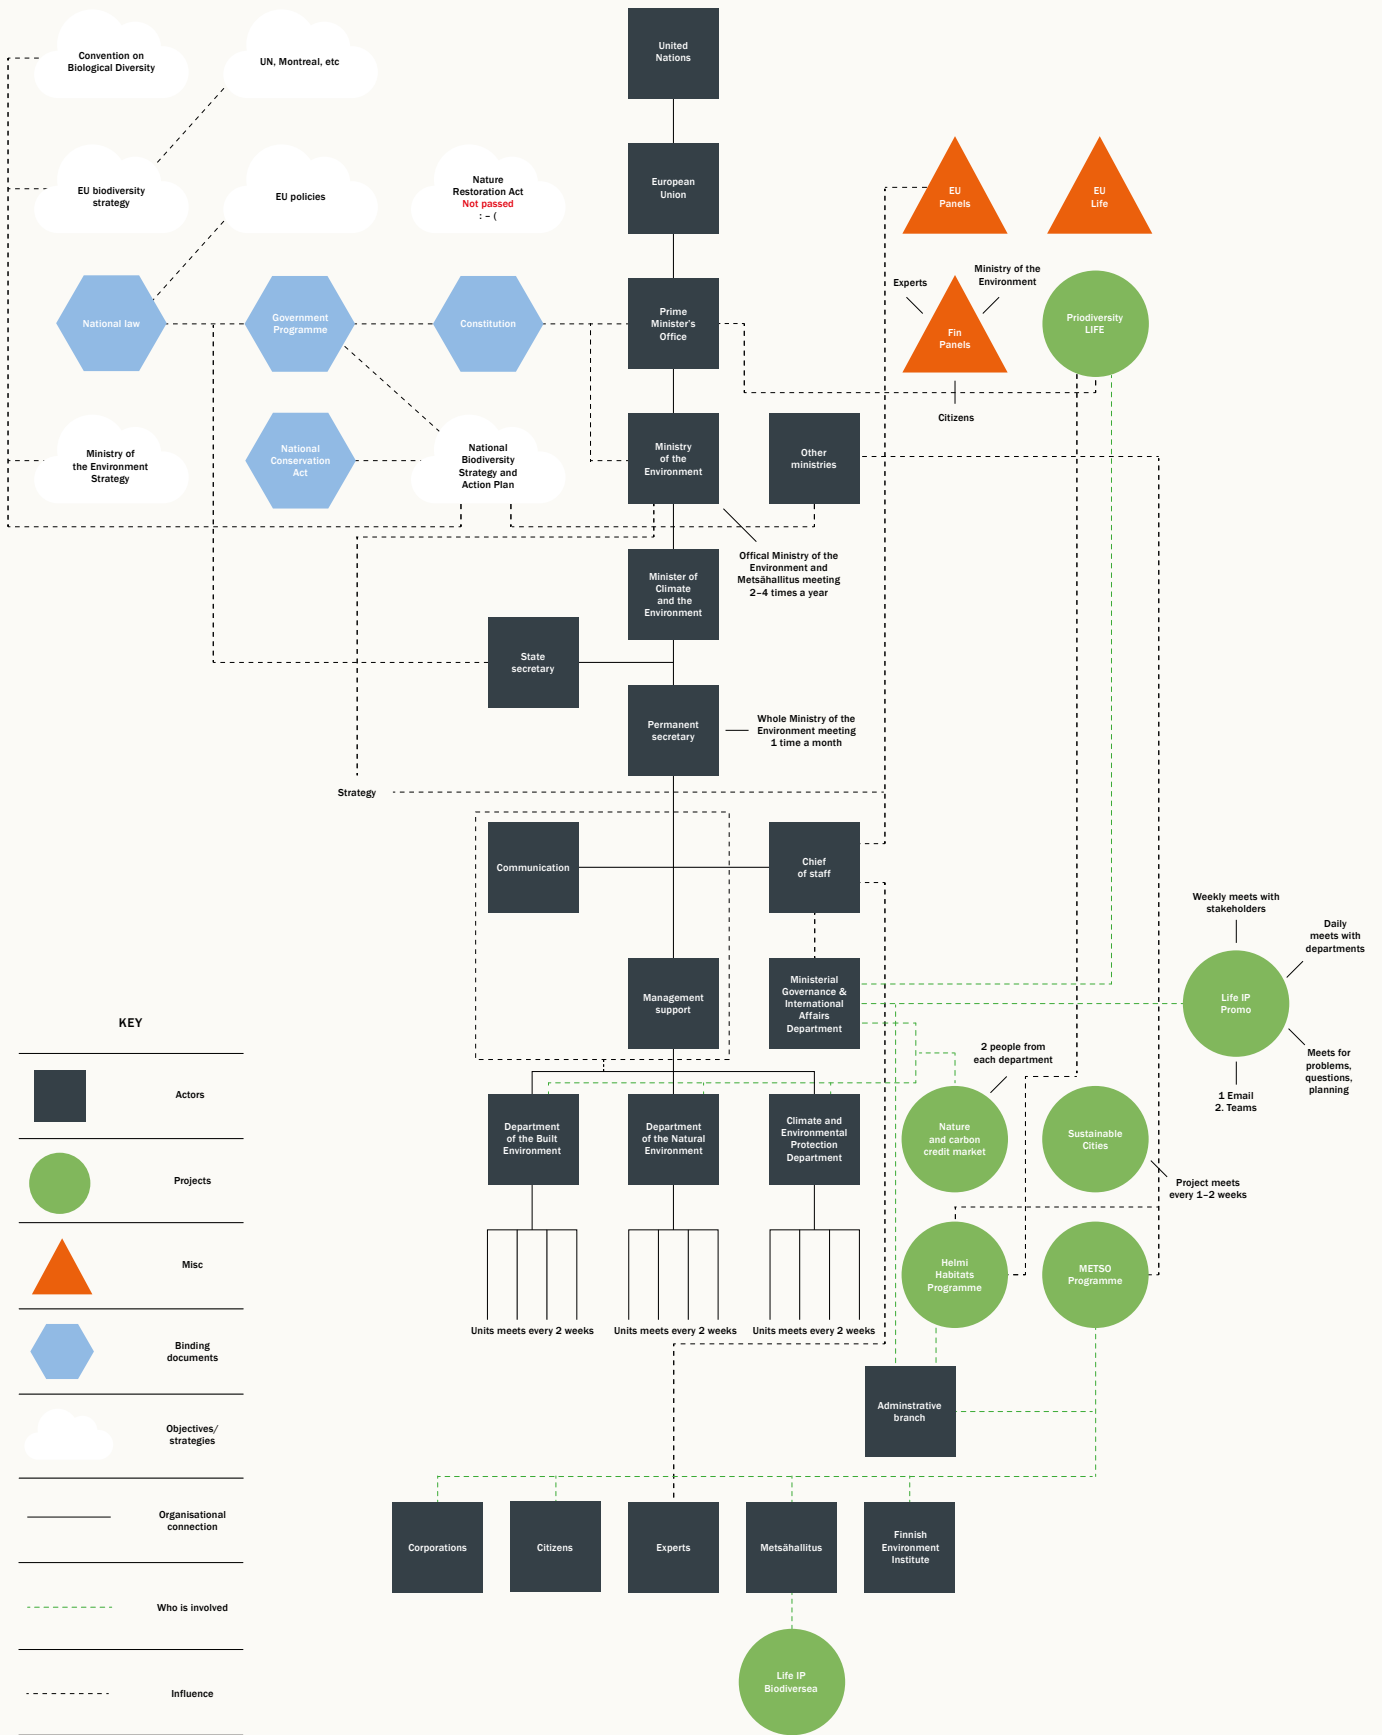 Convention on
Biological Diversity
UN, Montreal, etc
United
Nations
EU biodiversity
strategy
EU policies
Nature
Restoration Act
Not passed
: – (
European
Union
EU
Panels
EU
Life
National law
Government
Programme
Constitution
Prime
Minister's
Office
Experts
Ministry of the
Environment
Fin
Panels
Citizens
Priodiversity
LIFE
Ministry of
the Environment
Strategy
National
Conservation
Act
National
Biodiversity
Strategy and
Action Plan
Ministry
of the
Environment
Other
ministries
Offical Ministry of the
Environment and
Metsähallitus meeting
2–4 times a year
Minister of
Climate
and the
Environment
State
secretary
Permanent
secretary
Whole Ministry of the
Environment meeting
1 time a month
Strategy
Communication
Chief
of staff
Management
support
Ministerial
Governance &
International
Affairs
Department
Weekly meets with
stakeholders
Daily
meets with
departments
Life IP
Promo
Meets for
problems,
questions,
planning
1 Email
2. Teams
2 people from
each department
Department
of the Built
Environment
Department
of the Natural
Environment
Climate and
Environmental
Protection
Department
Nature
and carbon
credit market
Sustainable
Cities
Project meets
every 1–2 weeks
Helmi
Habitats
Programme
METSO
Programme
Units meets every 2 weeks
Units meets every 2 weeks
Units meets every 2 weeks
Adminstrative
branch
Corporations
Citizens
Experts
Metsähallitus
Finnish
Environment
Institute
Life IP
Biodiversea
KEY
Actors
Projects
Misc
Binding
documents
Objectives/
strategies
Organisational
connection
Who is involved
Influence